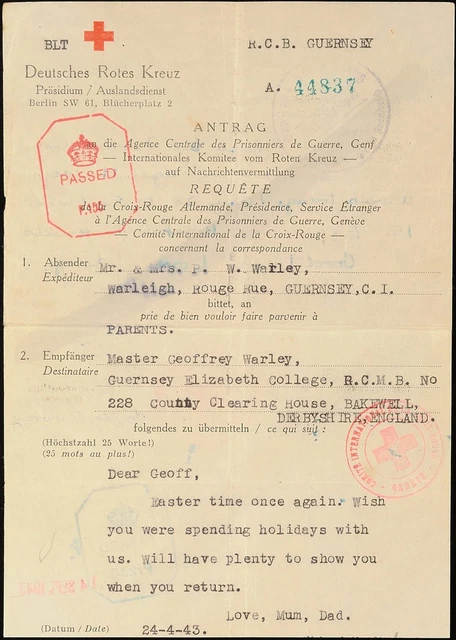 BLT R.C.B. GUERNSEY
Deutsches Rotes Kreuz
Präsidium / Auslandsdienst
Berlin SW 61, Blücherplatz 2
A. 44837
ANTRAG
an die Agence Centrale des Prisonniers de Guerre, Genf
— Internationales Komitee vom Roten Kreuz —
auf Nachrichtenvermittlung
PASSED
REQUÊTE
de la Croix-Rouge Allemande, Présidence, Service Étranger
à l'Agence Centrale des Prisonniers de Guerre, Genève
— Comité International de la Croix-Rouge —
concernant la correspondance
1. Absender Mr. & Mrs. P. W. Warley,
Expéditeur Warleigh, Rouge Rue, GUERNSEY,C.I.
bittet, an
prie de bien vouloir faire parvenir à
PARENTS.
2. Empfänger Master Geoffrey Warley,
Destinataire Guernsey Elizabeth College, R.C.M.B. No
228 County Clearing House, BAKEWELL,
DERBYSHIRE,ENGLAND.
folgendes zu übermitteln / ce qui suit :
(Höchstzahl 25 Worte!)
(25 mots au plus!)
Dear Geoff,
Easter time once again. Wish
you were spending holidays with
us. Will have plenty to show you
when you return.
Love, Mum, Dad.
(Datum / Date) 24-4-43.